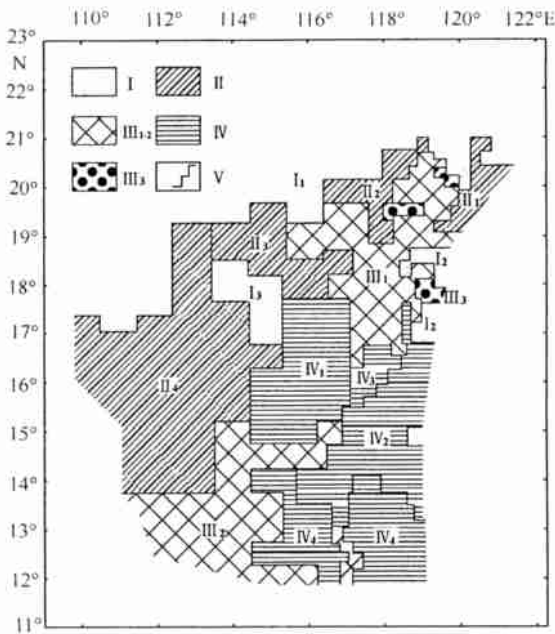 110° 112° 114° 116° 118° 120° 122°E
23°
N
22°
21°
20°
19°
18°
17°
16°
15°
14°
13°
12°
11°
I II
III₁₋₂ IV
III₃ V
I₁
II₂
II₁
II₃
I₂
III₁
I₃
III₃
I₂
IV₁
IV₃
II₄
IV₂
III₂
IV₄
IV₄